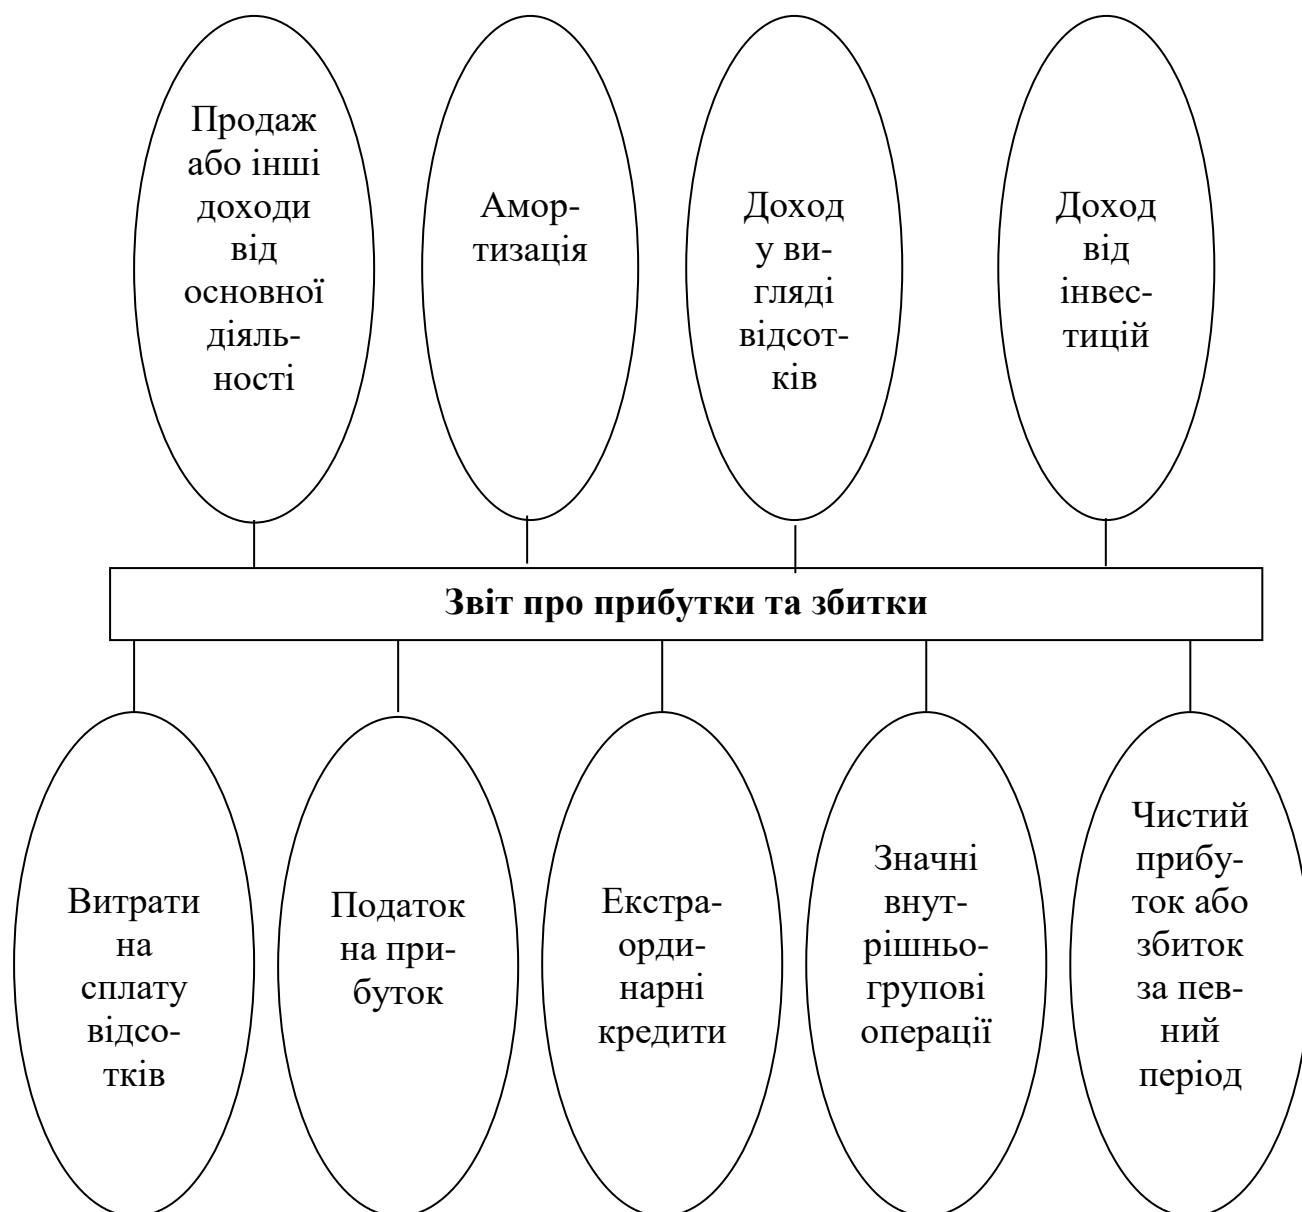 Продаж
або інші
доходи
від
основної
діяль-
ності
Амор-
тизація
Доход
у ви-
гляді
відсот-
ків
Доход
від
інвес-
тицій
Звіт про прибутки та збитки
Витрати
на
сплату
відсо-
тків
Податок
на при-
буток
Екстра-
орди-
нарні
кредити
Значні
внут-
рішньо-
групові
операції
Чистий
прибу-
ток або
збиток
за пев-
ний
період